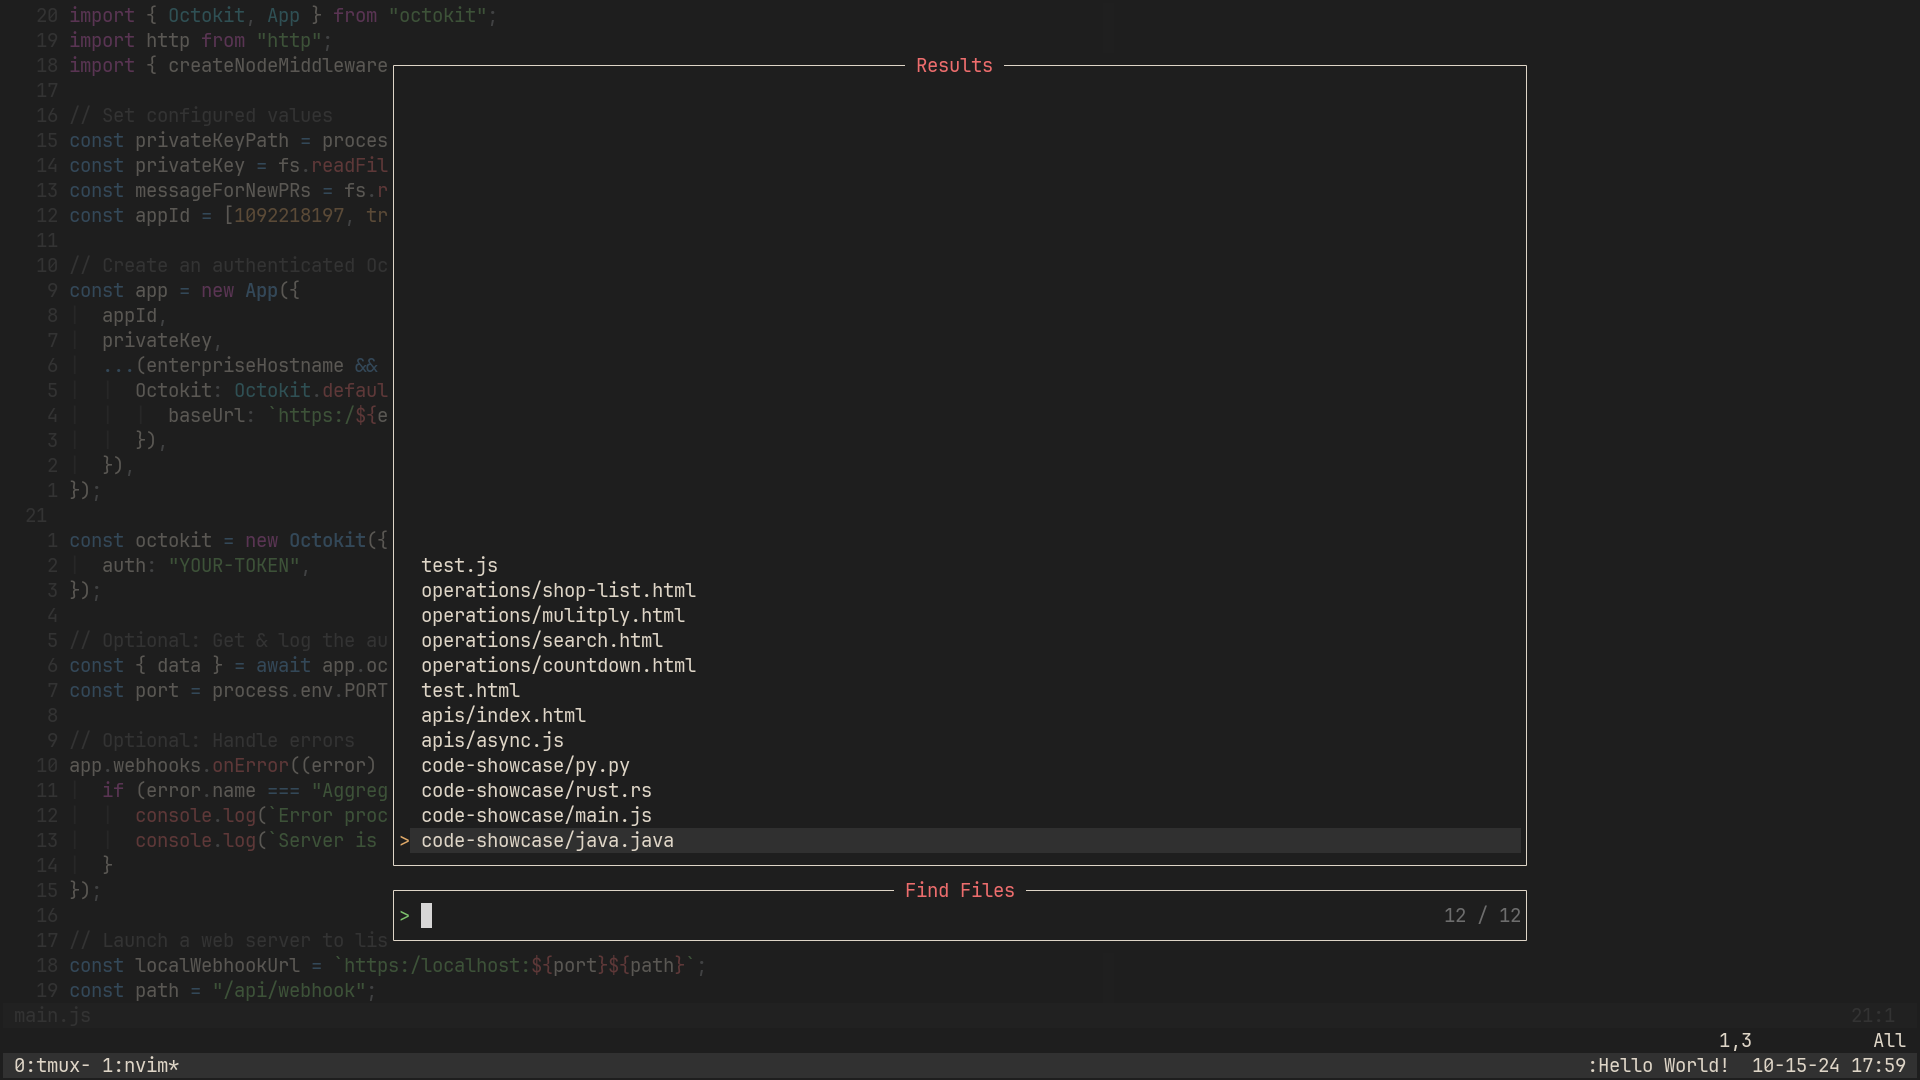 20 import { Octokit, App } from "octokit";
19 import http from "http";
18 import { createNodeMiddleware
Results
17
16 // Set configured values
15 const privateKeyPath = proces
14 const privateKey = fs.readFil
13 const messageForNewPRs = fs.r
12 const appId = [1092218197, tr
11
10 // Create an authenticated Oc
9 const app = new App({
8 appId,
7 privateKey,
6 ...(enterpriseHostname &&
5 Octokit: Octokit.defaul
4 baseUrl: `https:/${e
3 }),
2 }),
1 });
21
1 const octokit = new Octokit({
2 auth: "YOUR-TOKEN",
3 });
4
5 // Optional: Get & log the au
6 const { data } = await app.oc
7 const port = process.env.PORT
8
9 // Optional: Handle errors
10 app.webhooks.onError((error)
11 if (error.name === "Aggreg
12 console.log(`Error proc
13 console.log(`Server is
14 }
15 });
16
17 // Launch a web server to lis
18 const localWebhookUrl = `https:/localhost:${port}${path}`;
19 const path = "/api/webhook";
test.js
operations/shop-list.html
operations/mulitply.html
operations/search.html
operations/countdown.html
test.html
apis/index.html
apis/async.js
code-showcase/py.py
code-showcase/rust.rs
code-showcase/main.js
> code-showcase/java.java
Find Files
> 12 / 12
main.js 21:1
1,3 All
0:tmux- 1:nvim* :Hello World! 10-15-24 17:59